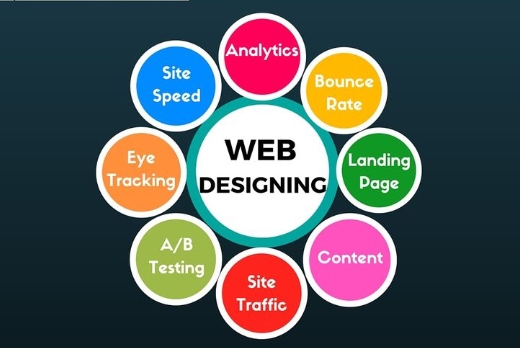 Analytics
Bounce
Rate
Landing
Page
Content
Site
Traffic
A/B
Testing
Eye
Tracking
Site
Speed
WEB
DESIGNING